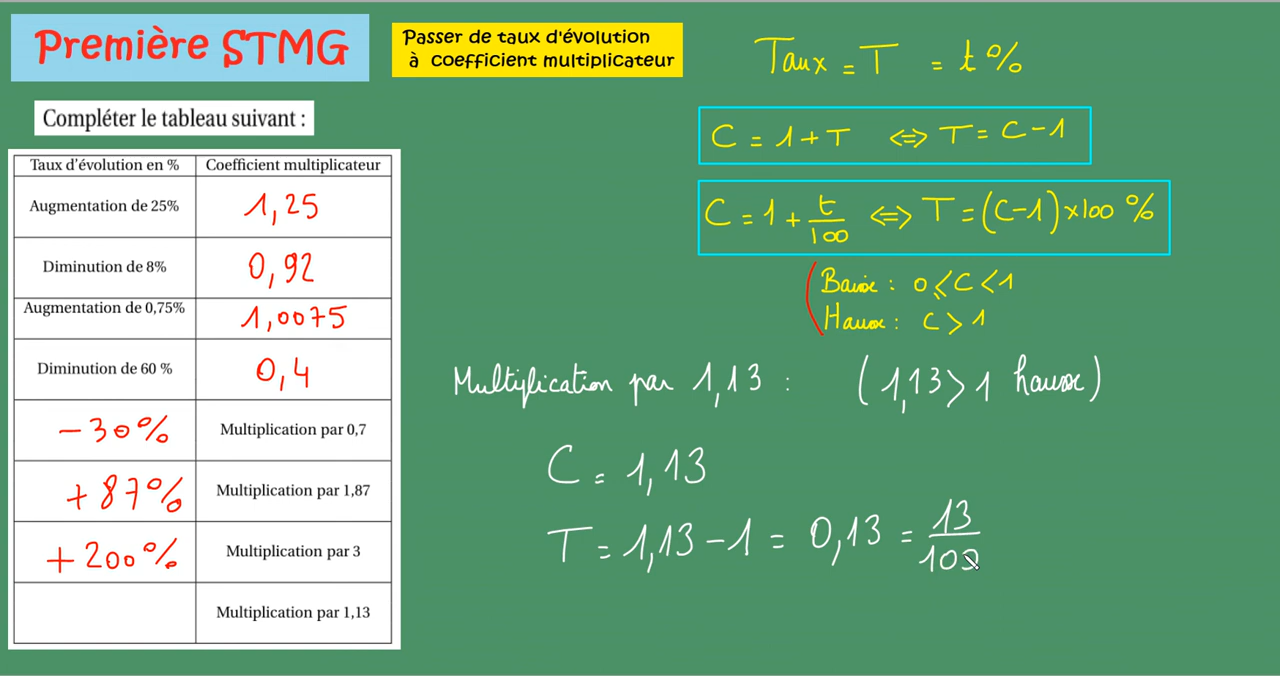 Première STMG
Passer de taux d'évolution
à coefficient multiplicateur
Compléter le tableau suivant :
Taux d'évolution en % Coefficient multiplicateur
Augmentation de 25% 1,25
Diminution de 8% 0,92
Augmentation de 0,75% 1,0075
Diminution de 60 % 0,4
-30% Multiplication par 0,7
+87% Multiplication par 1,87
+200% Multiplication par 3
Multiplication par 1,13
Taux = T = t%
C = 1 + T <=> T = C - 1
C = 1 + t/100 <=> T = (C-1) × 100 %
Baisse : 0 ⩽ C < 1
Hausse : C > 1
Multiplication par 1,13 : (1,13 > 1 hausse)
C = 1,13
T = 1,13 - 1 = 0,13 = 13/100